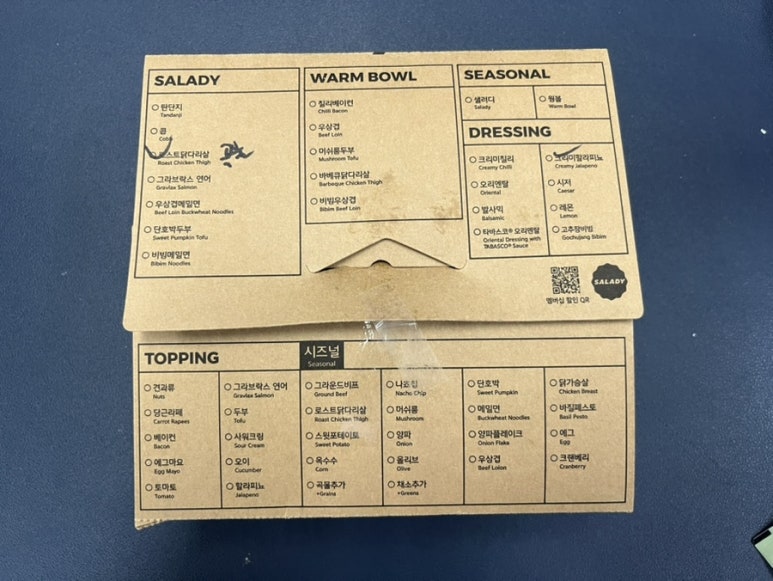 SALADY
탄단지
Tandanji
콥
Cobb
로스트닭다리살
Roast Chicken Thigh
그라브락스 연어
Gravlax Salmon
우삼겹메밀면
Beef Loin Buckwheat Noodles
단호박두부
Sweet Pumpkin Tofu
비빔메밀면
Bibim Noodles
WARM BOWL
칠리베이컨
Chilli Bacon
우삼겹
Beef Loin
머쉬룸두부
Mushroom Tofu
바베큐닭다리살
Barbeque Chicken Thigh
비빔우삼겹
Bibim Beef Loin
SEASONAL
샐러디
Salady
웜볼
Warm Bowl
DRESSING
크리미칠리
Creamy Chilli
오리엔탈
Oriental
발사믹
Balsamic
타바스코® 오리엔탈
Oriental Dressing with
TABASCO® Sauce
크리미할라피뇨
Creamy Jalapeno
시저
Caesar
레몬
Lemon
고추장비빔
Gochujang Bibim
멤버십 할인 QR
SALADY
TOPPING
시즈널
Seasonal
견과류
Nuts
당근라페
Carrot Rapees
베이컨
Bacon
에그마요
Egg Mayo
토마토
Tomato
그라브락스 연어
Gravlax Salmon
두부
Tofu
사워크림
Sour Cream
오이
Cucumber
할라피뇨
Jalapeno
그라운드비프
Ground Beef
로스트닭다리살
Roast Chicken Thigh
스윗포테이토
Sweet Potato
옥수수
Corn
곡물추가
+Grains
나쵸칩
Nacho Chip
머쉬룸
Mushroom
양파
Onion
올리브
Olive
채소추가
+Greens
단호박
Sweet Pumpkin
메밀면
Buckwheat Noodles
양파플레이크
Onion Flake
우삼겹
Beef Loion
닭가슴살
Chicken Breast
바질페스토
Basil Pesto
에그
Egg
크랜베리
Cranberry